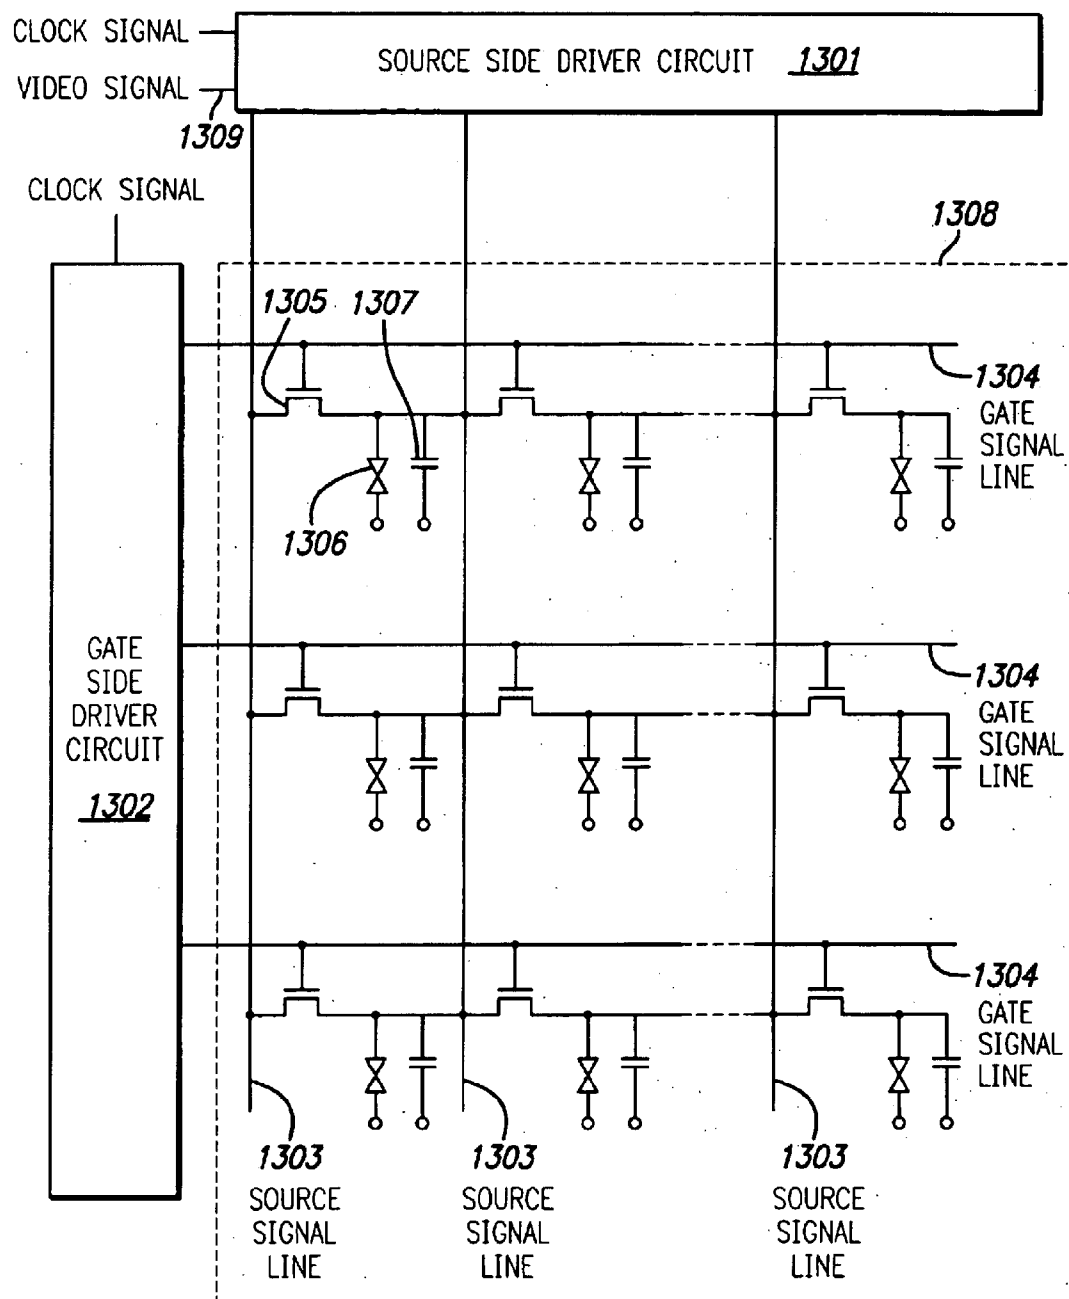 CLOCK SIGNAL
SOURCE SIDE DRIVER CIRCUIT 1301
VIDEO SIGNAL
1309
CLOCK SIGNAL
1308
1305 1307
1304
GATE
SIGNAL
LINE
1306
GATE
SIDE
DRIVER
CIRCUIT
1302
1304
GATE
SIGNAL
LINE
1304
GATE
SIGNAL
LINE
1303
SOURCE
SIGNAL
LINE
1303
SOURCE
SIGNAL
LINE
1303
SOURCE
SIGNAL
LINE